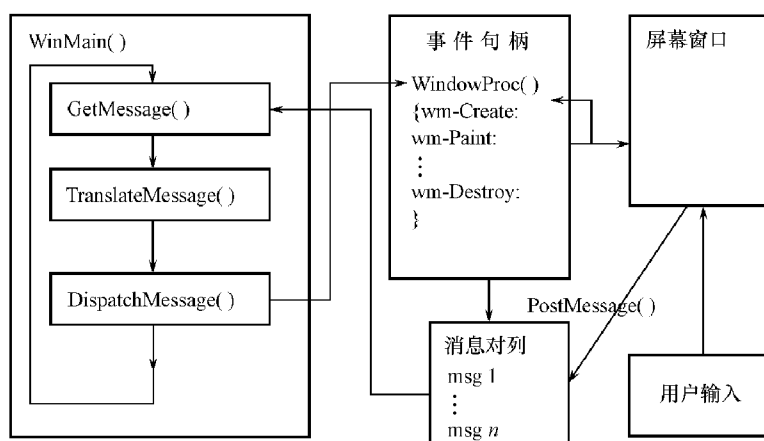 WinMain( )
GetMessage( )
TranslateMessage( )
DispatchMessage( )
事 件 句 柄
WindowProc( )
{wm-Create:
wm-Paint:
⋮
wm-Destroy:
}
屏幕窗口
PostMessage( )
消息对列
msg 1
⋮
msg n
用户输入